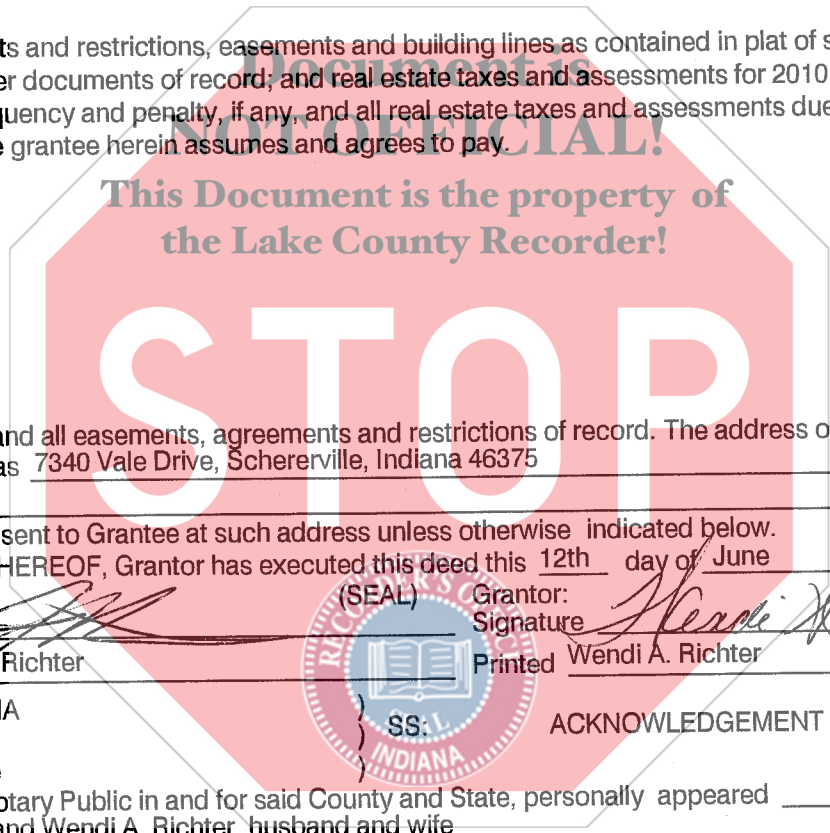 ts and restrictions, easements and building lines as contained in plat of s
Document is
er documents of record; and real estate taxes and assessments for 2010
quency and penalty, if any, and all real estate taxes and assessments due
NOT OFFICIAL!
e grantee herein assumes and agrees to pay.
This Document is the property of
the Lake County Recorder!
STOP
and all easements, agreements and restrictions of record. The address o
as 7340 Vale Drive, Schererville, Indiana 46375
sent to Grantee at such address unless otherwise indicated below.
HEREOF, Grantor has executed this deed this 12th day of June
(SEAL) Grantor:
Signature Wendi
Richter Printed Wendi A. Richter
RECORDER'S OFFICE
SEAL
INDIANA
IA ) SS: ACKNOWLEDGEMENT
)
)
otary Public in and for said County and State, personally appeared
and Wendi A. Richter, husband and wife